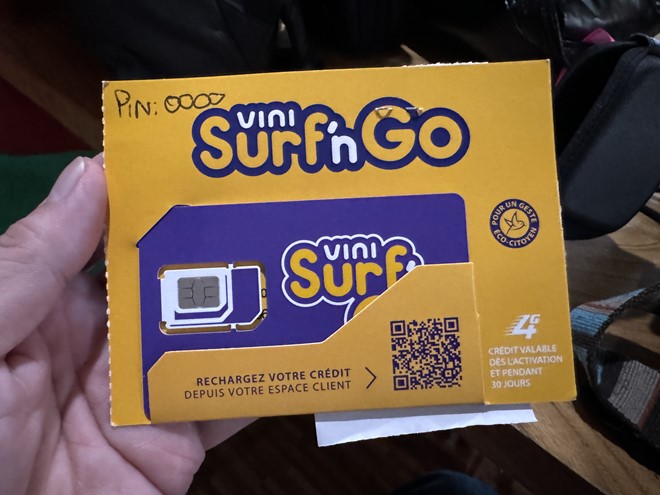 PIN: 0000
VINI
Surf'nGo
POUR UN GESTE
ÉCO-CITOYEN
VINI
Surf'
4G
CRÉDIT VALABLE
DÈS L'ACTIVATION
ET PENDANT
30 JOURS
RECHARGEZ VOTRE CRÉDIT
DEPUIS VOTRE ESPACE CLIENT